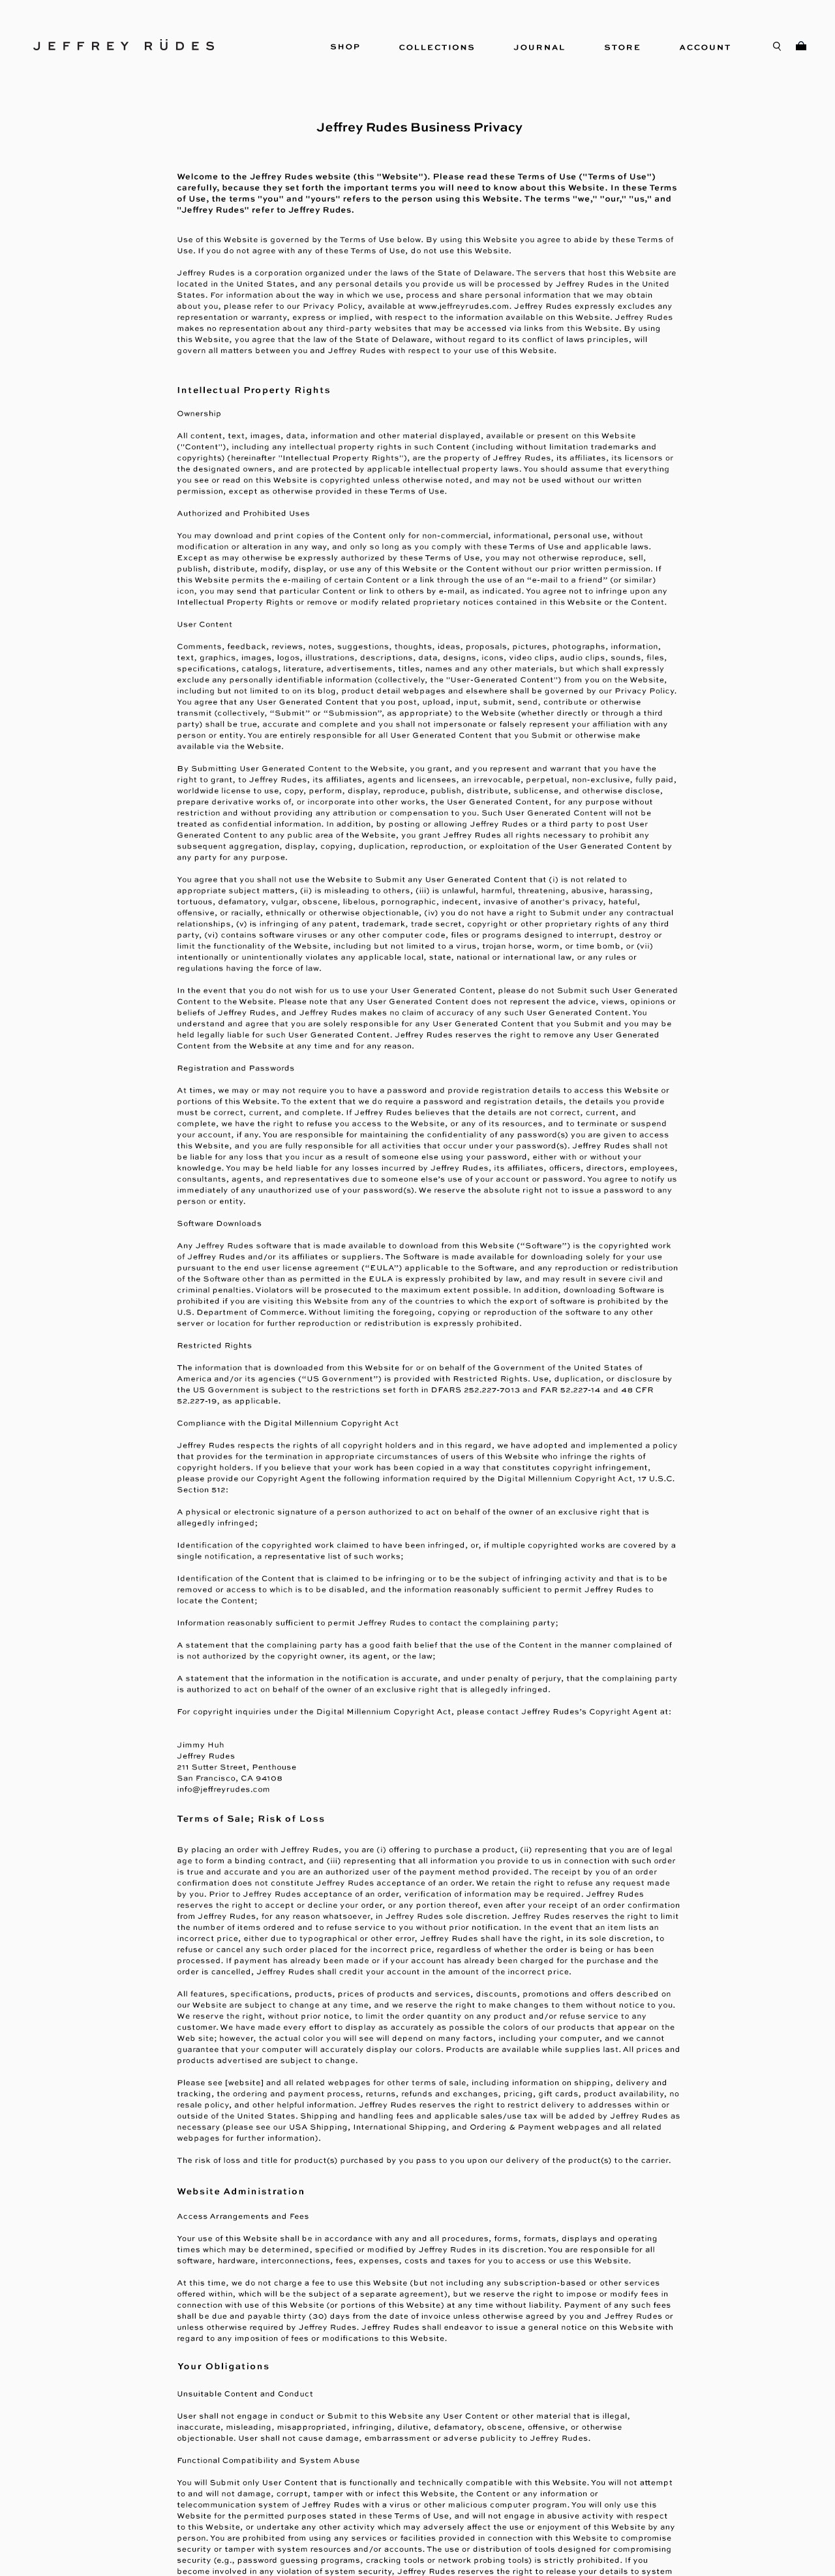 JEFFREY RÜDES
SHOP
COLLECTIONS
JOURNAL
STORE
ACCOUNT
Jeffrey Rudes Business Privacy
Welcome to the Jeffrey Rudes website (this "Website"). Please read these Terms of Use ("Terms of Use")
carefully, because they set forth the important terms you will need to know about this Website. In these Terms
of Use, the terms "you" and "yours" refers to the person using this Website. The terms "we," "our," "us," and
"Jeffrey Rudes" refer to Jeffrey Rudes.
Use of this Website is governed by the Terms of Use below. By using this Website you agree to abide by these Terms of
Use. If you do not agree with any of these Terms of Use, do not use this Website.
Jeffrey Rudes is a corporation organized under the laws of the State of Delaware. The servers that host this Website are
located in the United States, and any personal details you provide us will be processed by Jeffrey Rudes in the United
States. For information about the way in which we use, process and share personal information that we may obtain
about you, please refer to our Privacy Policy, available at www.jeffreyrudes.com. Jeffrey Rudes expressly excludes any
representation or warranty, express or implied, with respect to the information available on this Website. Jeffrey Rudes
makes no representation about any third-party websites that may be accessed via links from this Website. By using
this Website, you agree that the law of the State of Delaware, without regard to its conflict of laws principles, will
govern all matters between you and Jeffrey Rudes with respect to your use of this Website.
Intellectual Property Rights
Ownership
All content, text, images, data, information and other material displayed, available or present on this Website
("Content"), including any intellectual property rights in such Content (including without limitation trademarks and
copyrights) (hereinafter "Intellectual Property Rights"), are the property of Jeffrey Rudes, its affiliates, its licensors or
the designated owners, and are protected by applicable intellectual property laws. You should assume that everything
you see or read on this Website is copyrighted unless otherwise noted, and may not be used without our written
permission, except as otherwise provided in these Terms of Use.
Authorized and Prohibited Uses
You may download and print copies of the Content only for non-commercial, informational, personal use, without
modification or alteration in any way, and only so long as you comply with these Terms of Use and applicable laws.
Except as may otherwise be expressly authorized by these Terms of Use, you may not otherwise reproduce, sell,
publish, distribute, modify, display, or use any of this Website or the Content without our prior written permission. If
this Website permits the e-mailing of certain Content or a link through the use of an “e-mail to a friend” (or similar)
icon, you may send that particular Content or link to others by e-mail, as indicated. You agree not to infringe upon any
Intellectual Property Rights or remove or modify related proprietary notices contained in this Website or the Content.
User Content
Comments, feedback, reviews, notes, suggestions, thoughts, ideas, proposals, pictures, photographs, information,
text, graphics, images, logos, illustrations, descriptions, data, designs, icons, video clips, audio clips, sounds, files,
specifications, catalogs, literature, advertisements, titles, names and any other materials, but which shall expressly
exclude any personally identifiable information (collectively, the "User-Generated Content") from you on the Website,
including but not limited to on its blog, product detail webpages and elsewhere shall be governed by our Privacy Policy.
You agree that any User Generated Content that you post, upload, input, submit, send, contribute or otherwise
transmit (collectively, “Submit” or “Submission”, as appropriate) to the Website (whether directly or through a third
party) shall be true, accurate and complete and you shall not impersonate or falsely represent your affiliation with any
person or entity. You are entirely responsible for all User Generated Content that you Submit or otherwise make
available via the Website.
By Submitting User Generated Content to the Website, you grant, and you represent and warrant that you have the
right to grant, to Jeffrey Rudes, its affiliates, agents and licensees, an irrevocable, perpetual, non-exclusive, fully paid,
worldwide license to use, copy, perform, display, reproduce, publish, distribute, sublicense, and otherwise disclose,
prepare derivative works of, or incorporate into other works, the User Generated Content, for any purpose without
restriction and without providing any attribution or compensation to you. Such User Generated Content will not be
treated as confidential information. In addition, by posting or allowing Jeffrey Rudes or a third party to post User
Generated Content to any public area of the Website, you grant Jeffrey Rudes all rights necessary to prohibit any
subsequent aggregation, display, copying, duplication, reproduction, or exploitation of the User Generated Content by
any party for any purpose.
You agree that you shall not use the Website to Submit any User Generated Content that (i) is not related to
appropriate subject matters, (ii) is misleading to others, (iii) is unlawful, harmful, threatening, abusive, harassing,
tortuous, defamatory, vulgar, obscene, libelous, pornographic, indecent, invasive of another's privacy, hateful,
offensive, or racially, ethnically or otherwise objectionable, (iv) you do not have a right to Submit under any contractual
relationships, (v) is infringing of any patent, trademark, trade secret, copyright or other proprietary rights of any third
party, (vi) contains software viruses or any other computer code, files or programs designed to interrupt, destroy or
limit the functionality of the Website, including but not limited to a virus, trojan horse, worm, or time bomb, or (vii)
intentionally or unintentionally violates any applicable local, state, national or international law, or any rules or
regulations having the force of law.
In the event that you do not wish for us to use your User Generated Content, please do not Submit such User Generated
Content to the Website. Please note that any User Generated Content does not represent the advice, views, opinions or
beliefs of Jeffrey Rudes, and Jeffrey Rudes makes no claim of accuracy of any such User Generated Content. You
understand and agree that you are solely responsible for any User Generated Content that you Submit and you may be
held legally liable for such User Generated Content. Jeffrey Rudes reserves the right to remove any User Generated
Content from the Website at any time and for any reason.
Registration and Passwords
At times, we may or may not require you to have a password and provide registration details to access this Website or
portions of this Website. To the extent that we do require a password and registration details, the details you provide
must be correct, current, and complete. If Jeffrey Rudes believes that the details are not correct, current, and
complete, we have the right to refuse you access to the Website, or any of its resources, and to terminate or suspend
your account, if any. You are responsible for maintaining the confidentiality of any password(s) you are given to access
this Website, and you are fully responsible for all activities that occur under your password(s). Jeffrey Rudes shall not
be liable for any loss that you incur as a result of someone else using your password, either with or without your
knowledge. You may be held liable for any losses incurred by Jeffrey Rudes, its affiliates, officers, directors, employees,
consultants, agents, and representatives due to someone else’s use of your account or password. You agree to notify us
immediately of any unauthorized use of your password(s). We reserve the absolute right not to issue a password to any
person or entity.
Software Downloads
Any Jeffrey Rudes software that is made available to download from this Website (“Software”) is the copyrighted work
of Jeffrey Rudes and/or its affiliates or suppliers. The Software is made available for downloading solely for your use
pursuant to the end user license agreement (“EULA”) applicable to the Software, and any reproduction or redistribution
of the Software other than as permitted in the EULA is expressly prohibited by law, and may result in severe civil and
criminal penalties. Violators will be prosecuted to the maximum extent possible. In addition, downloading Software is
prohibited if you are visiting this Website from any of the countries to which the export of software is prohibited by the
U.S. Department of Commerce. Without limiting the foregoing, copying or reproduction of the software to any other
server or location for further reproduction or redistribution is expressly prohibited.
Restricted Rights
The information that is downloaded from this Website for or on behalf of the Government of the United States of
America and/or its agencies (“US Government”) is provided with Restricted Rights. Use, duplication, or disclosure by
the US Government is subject to the restrictions set forth in DFARS 252.227-7013 and FAR 52.227-14 and 48 CFR
52.227-19, as applicable.
Compliance with the Digital Millennium Copyright Act
Jeffrey Rudes respects the rights of all copyright holders and in this regard, we have adopted and implemented a policy
that provides for the termination in appropriate circumstances of users of this Website who infringe the rights of
copyright holders. If you believe that your work has been copied in a way that constitutes copyright infringement,
please provide our Copyright Agent the following information required by the Digital Millennium Copyright Act, 17 U.S.C.
Section 512:
A physical or electronic signature of a person authorized to act on behalf of the owner of an exclusive right that is
allegedly infringed;
Identification of the copyrighted work claimed to have been infringed, or, if multiple copyrighted works are covered by a
single notification, a representative list of such works;
Identification of the Content that is claimed to be infringing or to be the subject of infringing activity and that is to be
removed or access to which is to be disabled, and the information reasonably sufficient to permit Jeffrey Rudes to
locate the Content;
Information reasonably sufficient to permit Jeffrey Rudes to contact the complaining party;
A statement that the complaining party has a good faith belief that the use of the Content in the manner complained of
is not authorized by the copyright owner, its agent, or the law;
A statement that the information in the notification is accurate, and under penalty of perjury, that the complaining party
is authorized to act on behalf of the owner of an exclusive right that is allegedly infringed.
For copyright inquiries under the Digital Millennium Copyright Act, please contact Jeffrey Rudes’s Copyright Agent at:
Jimmy Huh
Jeffrey Rudes
211 Sutter Street, Penthouse
San Francisco, CA 94108
info@jeffreyrudes.com
Terms of Sale; Risk of Loss
By placing an order with Jeffrey Rudes, you are (i) offering to purchase a product, (ii) representing that you are of legal
age to form a binding contract, and (iii) representing that all information you provide to us in connection with such order
is true and accurate and you are an authorized user of the payment method provided. The receipt by you of an order
confirmation does not constitute Jeffrey Rudes acceptance of an order. We retain the right to refuse any request made
by you. Prior to Jeffrey Rudes acceptance of an order, verification of information may be required. Jeffrey Rudes
reserves the right to accept or decline your order, or any portion thereof, even after your receipt of an order confirmation
from Jeffrey Rudes, for any reason whatsoever, in Jeffrey Rudes sole discretion. Jeffrey Rudes reserves the right to limit
the number of items ordered and to refuse service to you without prior notification. In the event that an item lists an
incorrect price, either due to typographical or other error, Jeffrey Rudes shall have the right, in its sole discretion, to
refuse or cancel any such order placed for the incorrect price, regardless of whether the order is being or has been
processed. If payment has already been made or if your account has already been charged for the purchase and the
order is cancelled, Jeffrey Rudes shall credit your account in the amount of the incorrect price.
All features, specifications, products, prices of products and services, discounts, promotions and offers described on
our Website are subject to change at any time, and we reserve the right to make changes to them without notice to you.
We reserve the right, without prior notice, to limit the order quantity on any product and/or refuse service to any
customer. We have made every effort to display as accurately as possible the colors of our products that appear on the
Web site; however, the actual color you will see will depend on many factors, including your computer, and we cannot
guarantee that your computer will accurately display our colors. Products are available while supplies last. All prices and
products advertised are subject to change.
Please see [website] and all related webpages for other terms of sale, including information on shipping, delivery and
tracking, the ordering and payment process, returns, refunds and exchanges, pricing, gift cards, product availability, no
resale policy, and other helpful information. Jeffrey Rudes reserves the right to restrict delivery to addresses within or
outside of the United States. Shipping and handling fees and applicable sales/use tax will be added by Jeffrey Rudes as
necessary (please see our USA Shipping, International Shipping, and Ordering & Payment webpages and all related
webpages for further information).
The risk of loss and title for product(s) purchased by you pass to you upon our delivery of the product(s) to the carrier.
Website Administration
Access Arrangements and Fees
Your use of this Website shall be in accordance with any and all procedures, forms, formats, displays and operating
times which may be determined, specified or modified by Jeffrey Rudes in its discretion. You are responsible for all
software, hardware, interconnections, fees, expenses, costs and taxes for you to access or use this Website.
At this time, we do not charge a fee to use this Website (but not including any subscription-based or other services
offered within, which will be the subject of a separate agreement), but we reserve the right to impose or modify fees in
connection with use of this Website (or portions of this Website) at any time without liability. Payment of any such fees
shall be due and payable thirty (30) days from the date of invoice unless otherwise agreed by you and Jeffrey Rudes or
unless otherwise required by Jeffrey Rudes. Jeffrey Rudes shall endeavor to issue a general notice on this Website with
regard to any imposition of fees or modifications to this Website.
Your Obligations
Unsuitable Content and Conduct
User shall not engage in conduct or Submit to this Website any User Content or other material that is illegal,
inaccurate, misleading, misappropriated, infringing, dilutive, defamatory, obscene, offensive, or otherwise
objectionable. User shall not cause damage, embarrassment or adverse publicity to Jeffrey Rudes.
Functional Compatibility and System Abuse
You will Submit only User Content that is functionally and technically compatible with this Website. You will not attempt
to and will not damage, corrupt, tamper with or infect this Website, the Content or any information or
telecommunication system of Jeffrey Rudes with a virus or other malicious computer program. You will only use this
Website for the permitted purposes stated in these Terms of Use, and will not engage in abusive activity with respect
to this Website, or undertake any other activity which may adversely affect the use or enjoyment of this Website by any
person. You are prohibited from using any services or facilities provided in connection with this Website to compromise
security or tamper with system resources and/or accounts. The use or distribution of tools designed for compromising
security (e.g., password guessing programs, cracking tools or network probing tools) is strictly prohibited. If you
become involved in any violation of system security, Jeffrey Rudes reserves the right to release your details to system